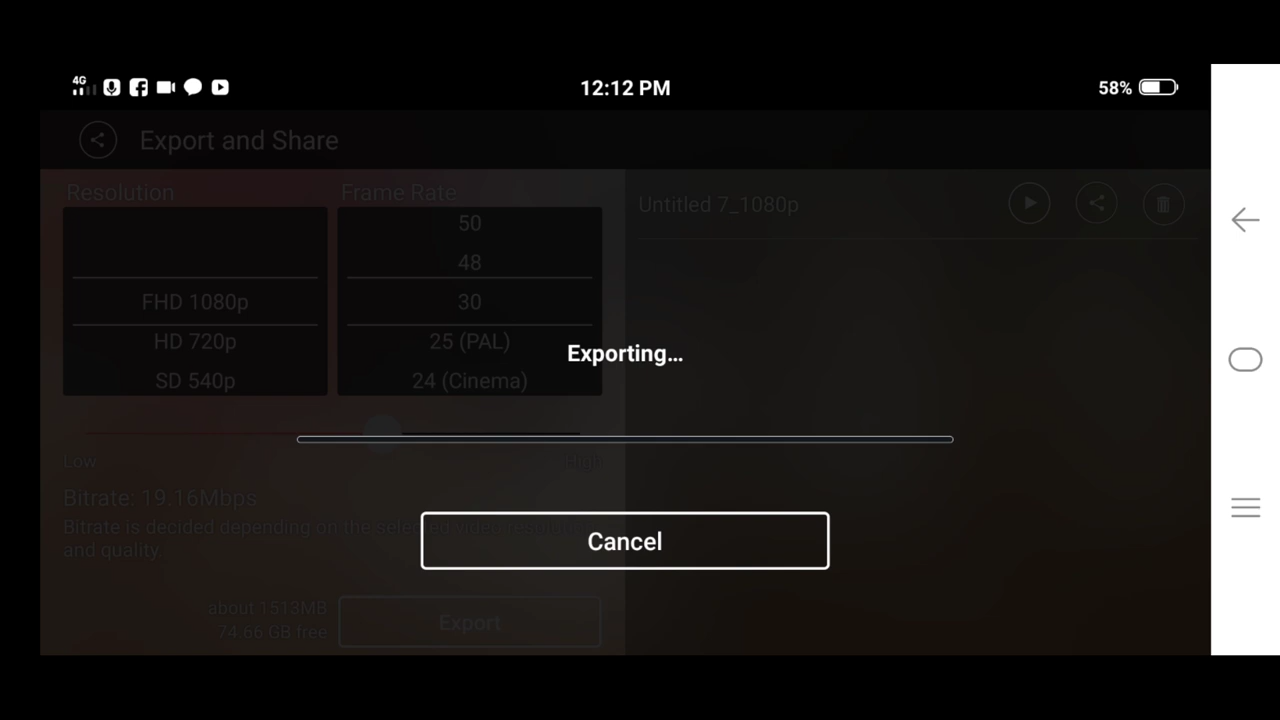 4G
12:12 PM
58%
Export and Share
Resolution
Frame Rate
Untitled 7_1080p
50
48
FHD 1080p
30
HD 720p
25 (PAL)
SD 540p
24 (Cinema)
Exporting...
Low
High
Bitrate: 19.16Mbps
Bitrate is decided depending on the selected video
and quality
Cancel
about 1513MB
74.66 GB free
Export